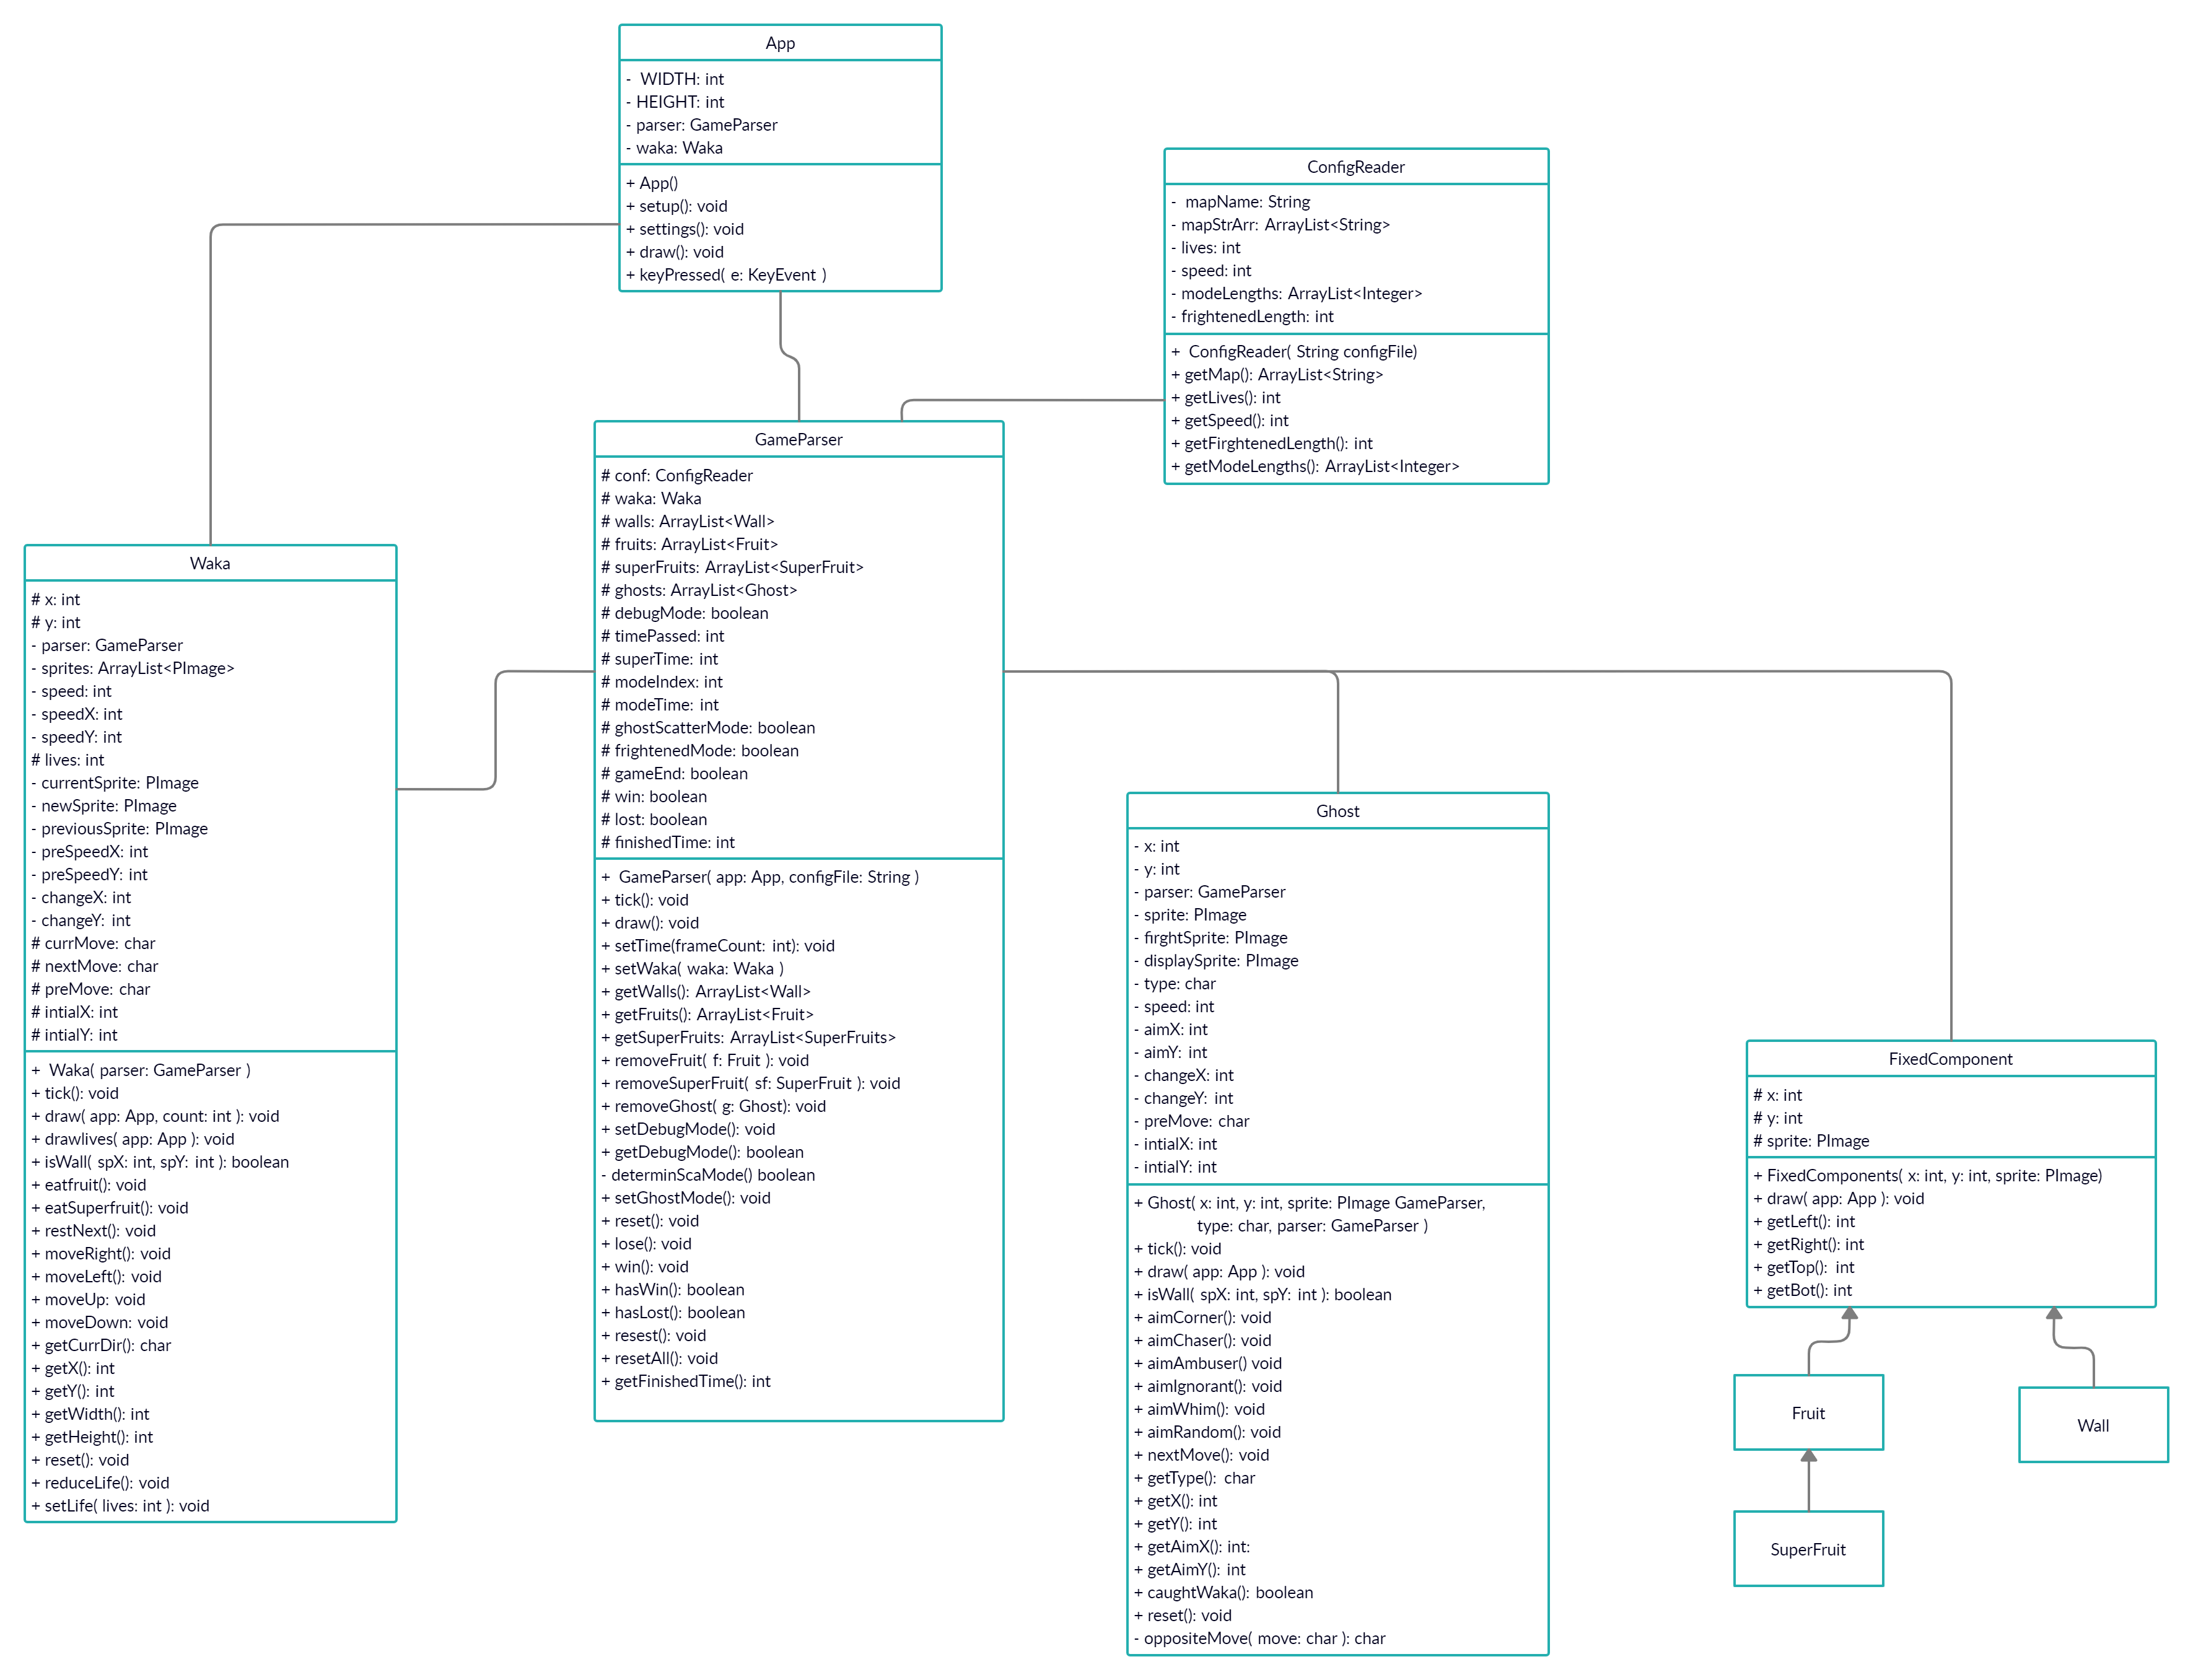 App
-  WIDTH: int
- HEIGHT: int
- parser: GameParser
- waka: Waka
+ App()
+ setup(): void
+ settings(): void
+ draw(): void
+ keyPressed( e: KeyEvent )
ConfigReader
-  mapName: String
- mapStrArr: ArrayList<String>
- lives: int
- speed: int
- modeLengths: ArrayList<Integer>
- frightenedLength: int
+  ConfigReader( String configFile)
+ getMap(): ArrayList<String>
+ getLives(): int
+ getSpeed(): int
+ getFirghtenedLength(): int
+ getModeLengths(): ArrayList<Integer>
GameParser
# conf: ConfigReader
# waka: Waka
# walls: ArrayList<Wall>
# fruits: ArrayList<Fruit>
# superFruits: ArrayList<SuperFruit>
# ghosts: ArrayList<Ghost>
# debugMode: boolean
# timePassed: int
# superTime: int
# modeIndex: int
# modeTime: int
# ghostScatterMode: boolean
# frightenedMode: boolean
# gameEnd: boolean
# win: boolean
# lost: boolean
# finishedTime: int
+  GameParser( app: App, configFile: String )
+ tick(): void
+ draw(): void
+ setTime(frameCount: int): void
+ setWaka( waka: Waka )
+ getWalls(): ArrayList<Wall>
+ getFruits(): ArrayList<Fruit>
+ getSuperFruits: ArrayList<SuperFruits>
+ removeFruit( f: Fruit ): void
+ removeSuperFruit( sf: SuperFruit ): void
+ removeGhost( g: Ghost): void
+ setDebugMode(): void
+ getDebugMode(): boolean
- determinScaMode() boolean
+ setGhostMode(): void
+ reset(): void
+ lose(): void
+ win(): void
+ hasWin(): boolean
+ hasLost(): boolean
+ resest(): void
+ resetAll(): void
+ getFinishedTime(): int
Waka
# x: int
# y: int
- parser: GameParser
- sprites: ArrayList<PImage>
- speed: int
- speedX: int
- speedY: int
# lives: int
- currentSprite: PImage
- newSprite: PImage
- previousSprite: PImage
- preSpeedX: int
- preSpeedY: int
- changeX: int
- changeY: int
# currMove: char
# nextMove: char
# preMove: char
# intialX: int
# intialY: int
+  Waka( parser: GameParser )
+ tick(): void
+ draw( app: App, count: int ): void
+ drawlives( app: App ): void
+ isWall( spX: int, spY: int ): boolean
+ eatfruit(): void
+ eatSuperfruit(): void
+ restNext(): void
+ moveRight(): void
+ moveLeft(): void
+ moveUp: void
+ moveDown: void
+ getCurrDir(): char
+ getX(): int
+ getY(): int
+ getWidth(): int
+ getHeight(): int
+ reset(): void
+ reduceLife(): void
+ setLife( lives: int ): void
Ghost
- x: int
- y: int
- parser: GameParser
- sprite: PImage
- firghtSprite: PImage
- displaySprite: PImage
- type: char
- speed: int
- aimX: int
- aimY: int
- changeX: int
- changeY: int
- preMove: char
- intialX: int
- intialY: int
+ Ghost( x: int, y: int, sprite: PImage GameParser,
type: char, parser: GameParser )
+ tick(): void
+ draw( app: App ): void
+ isWall( spX: int, spY: int ): boolean
+ aimCorner(): void
+ aimChaser(): void
+ aimAmbuser() void
+ aimIgnorant(): void
+ aimWhim(): void
+ aimRandom(): void
+ nextMove(): void
+ getType(): char
+ getX(): int
+ getY(): int
+ getAimX(): int:
+ getAimY(): int
+ caughtWaka(): boolean
+ reset(): void
- oppositeMove( move: char ): char
FixedComponent
# x: int
# y: int
# sprite: PImage
+ FixedComponents( x: int, y: int, sprite: PImage)
+ draw( app: App ): void
+ getLeft(): int
+ getRight(): int
+ getTop(): int
+ getBot(): int
Fruit
Wall
SuperFruit